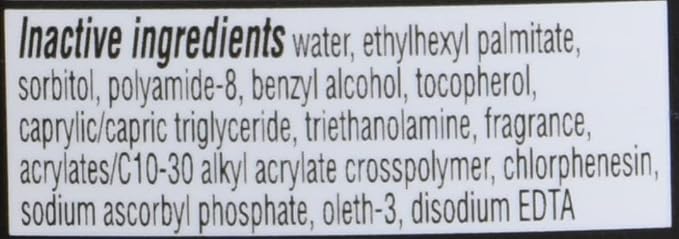 Inactive ingredients water, ethylhexyl palmitate,
sorbitol, polyamide-8, benzyl alcohol, tocopherol,
caprylic/capric triglyceride, triethanolamine, fragrance,
acrylates/C10-30 alkyl acrylate crosspolymer, chlorphenesin,
sodium ascorbyl phosphate, oleth-3, disodium EDTA